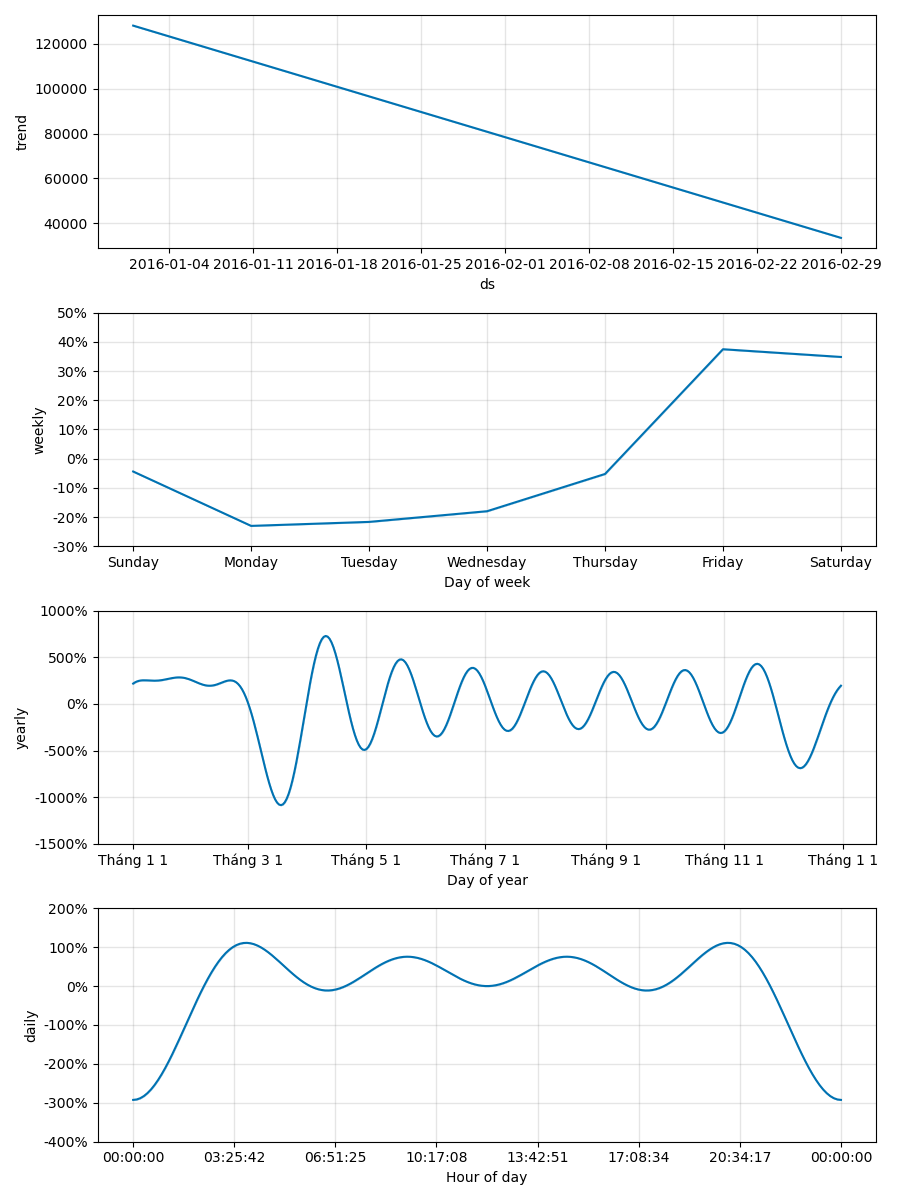 120000
100000
80000
60000
40000
trend
2016-01-04 2016-01-11 2016-01-18 2016-01-25 2016-02-01 2016-02-08 2016-02-15 2016-02-22 2016-02-29
ds
50%
40%
30%
20%
10%
0%
-10%
-20%
-30%
weekly
Sunday Monday Tuesday Wednesday Thursday Friday Saturday
Day of week
1000%
500%
0%
-500%
-1000%
-1500%
yearly
Tháng 1 1 Tháng 3 1 Tháng 5 1 Tháng 7 1 Tháng 9 1 Tháng 11 1 Tháng 1 1
Day of year
200%
100%
0%
-100%
-200%
-300%
-400%
daily
00:00:00 03:25:42 06:51:25 10:17:08 13:42:51 17:08:34 20:34:17 00:00:00
Hour of day